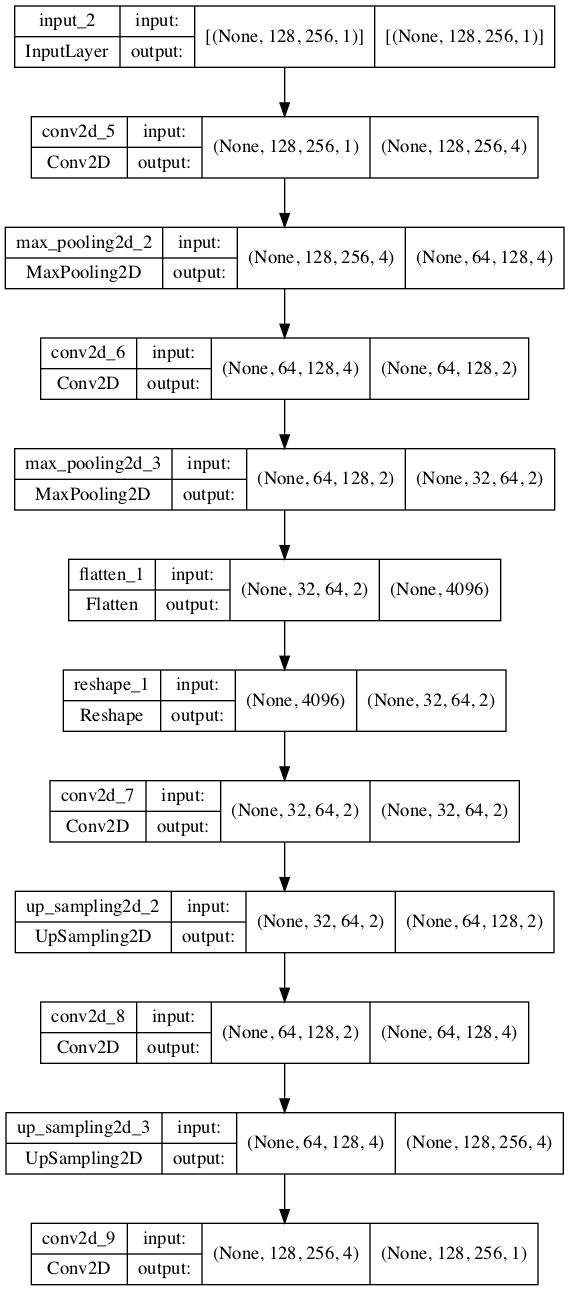 input_2 input: [(None, 128, 256, 1)] [(None, 128, 256, 1)]
InputLayer output:
conv2d_5 input: (None, 128, 256, 1) (None, 128, 256, 4)
Conv2D output:
max_pooling2d_2 input: (None, 128, 256, 4) (None, 64, 128, 4)
MaxPooling2D output:
conv2d_6 input: (None, 64, 128, 4) (None, 64, 128, 2)
Conv2D output:
max_pooling2d_3 input: (None, 64, 128, 2) (None, 32, 64, 2)
MaxPooling2D output:
flatten_1 input: (None, 32, 64, 2) (None, 4096)
Flatten output:
reshape_1 input: (None, 4096) (None, 32, 64, 2)
Reshape output:
conv2d_7 input: (None, 32, 64, 2) (None, 32, 64, 2)
Conv2D output:
up_sampling2d_2 input: (None, 32, 64, 2) (None, 64, 128, 2)
UpSampling2D output:
conv2d_8 input: (None, 64, 128, 2) (None, 64, 128, 4)
Conv2D output:
up_sampling2d_3 input: (None, 64, 128, 4) (None, 128, 256, 4)
UpSampling2D output:
conv2d_9 input: (None, 128, 256, 4) (None, 128, 256, 1)
Conv2D output: